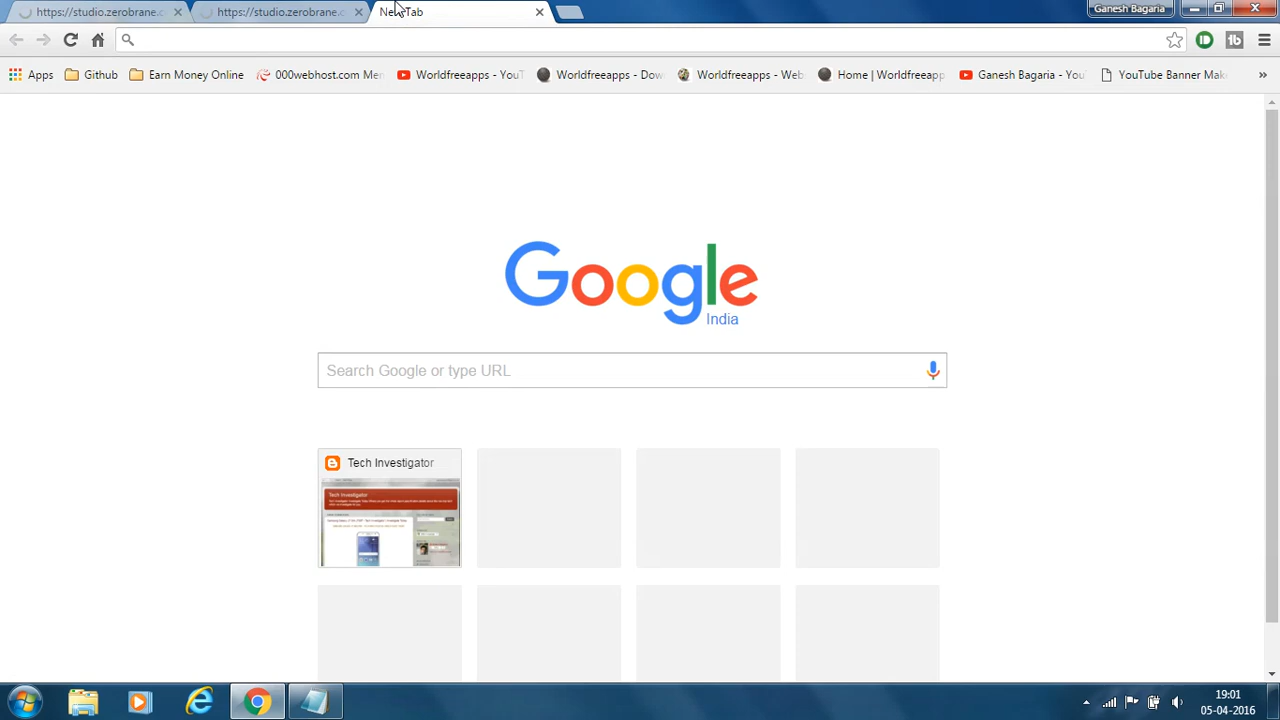 https://studio.zerobrane.c
https://studio.zerobrane.c
New Tab
Ganesh Bagaria
Apps
Github
Earn Money Online
000webhost.com Mer
Worldfreeapps - YouT
Worldfreeapps - Dow
Worldfreeapps - Web
Home | Worldfreeapp
Ganesh Bagaria - You
YouTube Banner Mak
»
Google
India
Search Google or type URL
Tech Investigator
Tech Investigator
19:01
05-04-2016